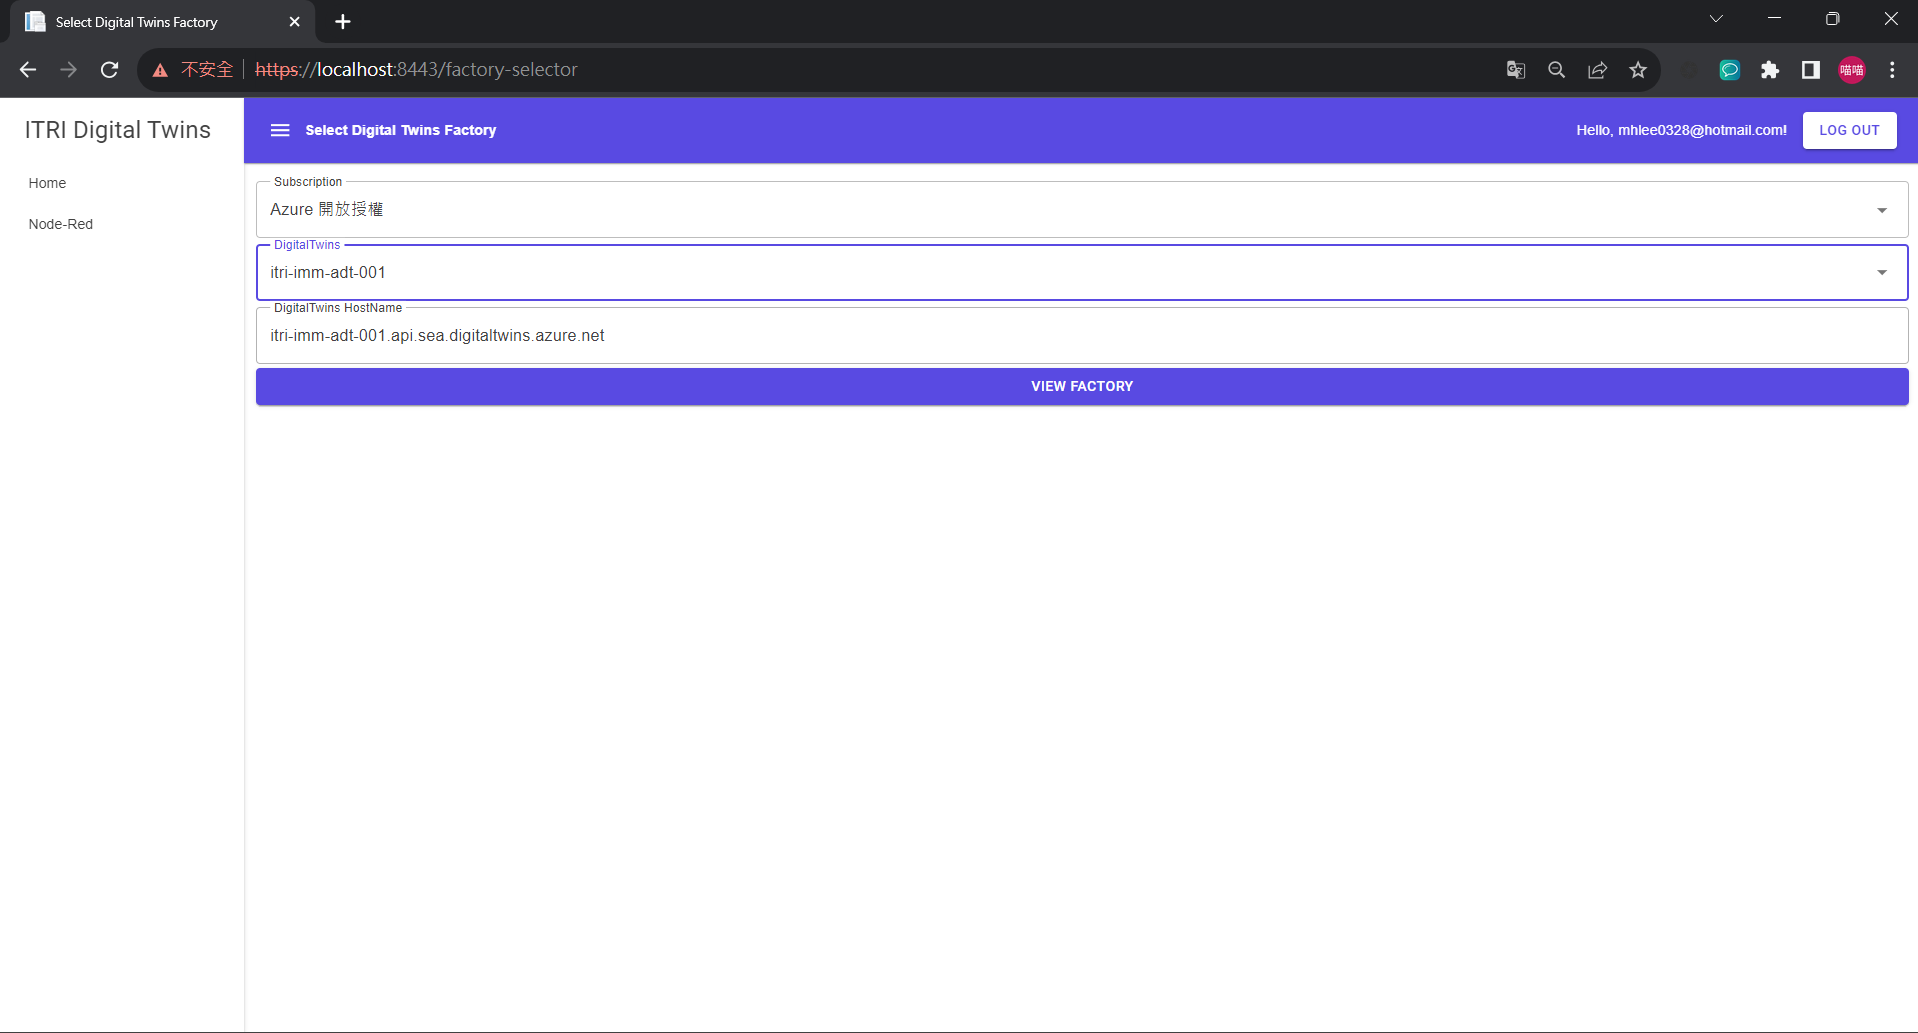 Select Digital Twins Factory
不安全 https://localhost:8443/factory-selector
喵喵
ITRI Digital Twins
Select Digital Twins Factory
Hello, mhlee0328@hotmail.com!
LOG OUT
Home
Node-Red
Subscription
Azure 開放授權
DigitalTwins
itri-imm-adt-001
DigitalTwins HostName
itri-imm-adt-001.api.sea.digitaltwins.azure.net
VIEW FACTORY